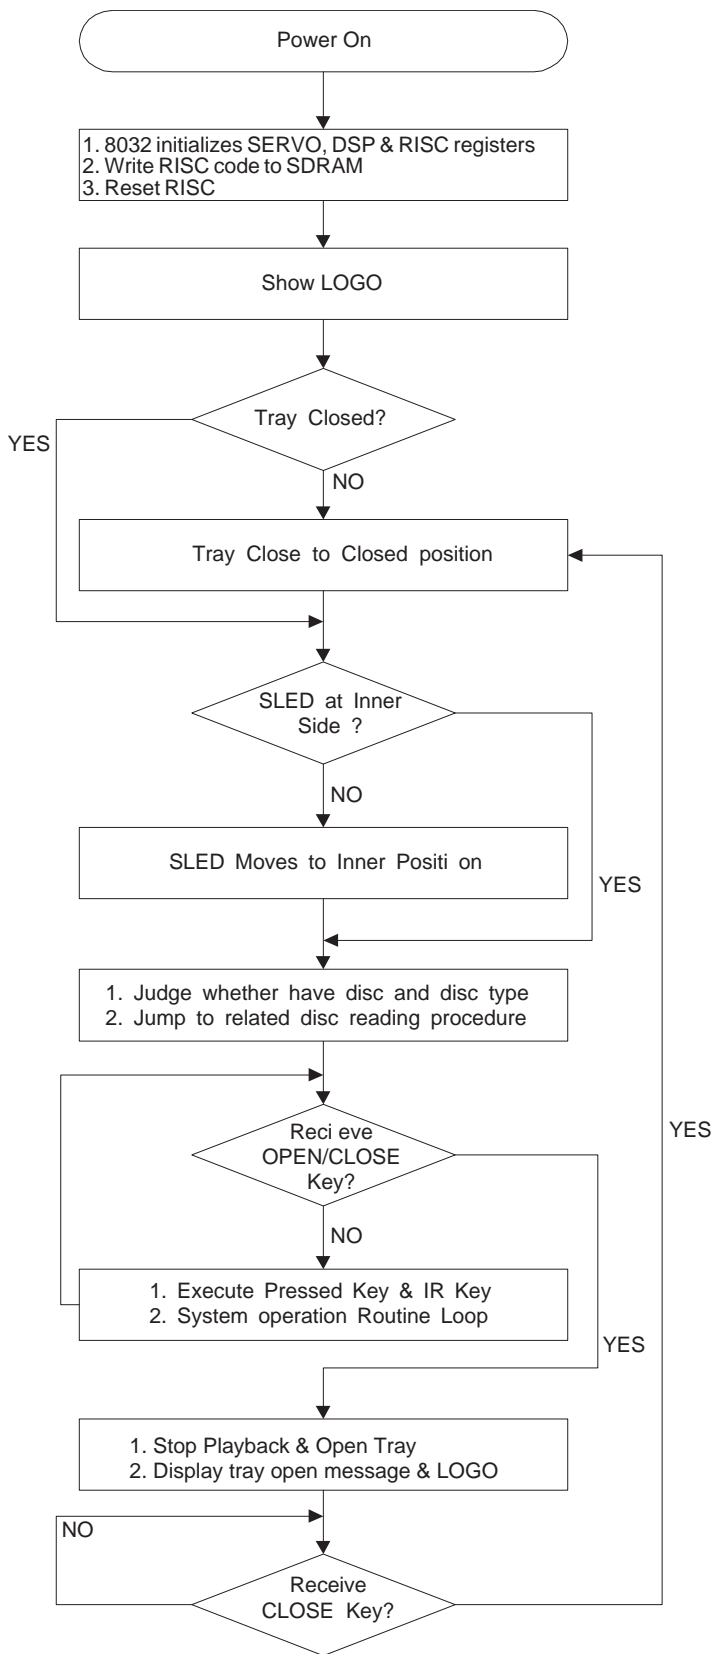 Power On
1. 8032 initializes SERVO, DSP & RISC registers
2. Write RISC code to SDRAM
3. Reset RISC
Show LOGO
Tray Closed?
YES
NO
Tray Close to Closed position
SLED at Inner
Side ?
NO
SLED Moves to Inner Positi on
YES
1. Judge whether have disc and disc type
2. Jump to related disc reading procedure
Reci eve
OPEN/CLOSE
Key?
YES
NO
1. Execute Pressed Key & IR Key
2. System operation Routine Loop
YES
1. Stop Playback & Open Tray
2. Display tray open message & LOGO
NO
Receive
CLOSE Key?